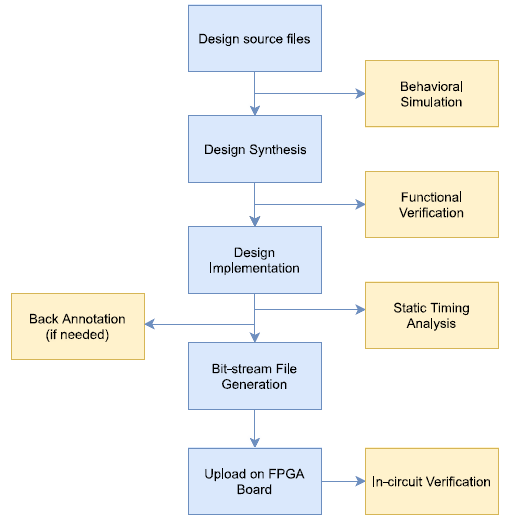 Design source files
Behavioral
Simulation
Design Synthesis
Functional
Verification
Design
Implementation
Static Timing
Analysis
Back Annotation
(if needed)
Bit-stream File
Generation
Upload on FPGA
Board
In-circuit Verification